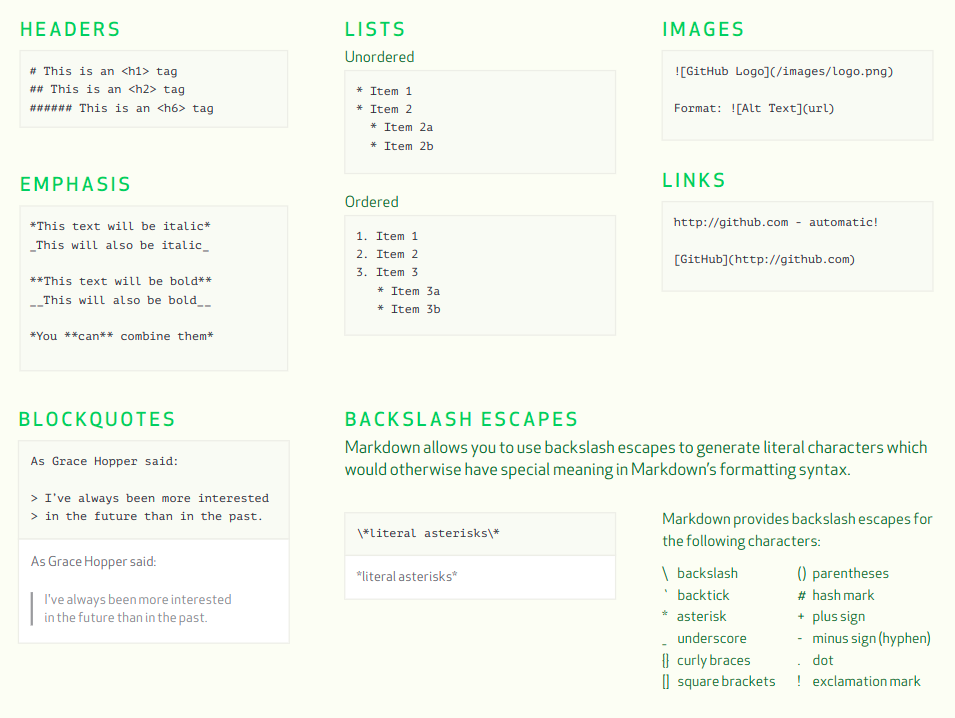 HEADERS
# This is an <h1> tag
## This is an <h2> tag
###### This is an <h6> tag
EMPHASIS
*This text will be italic*
_This will also be italic_
**This text will be bold**
__This will also be bold__
*You **can** combine them*
LISTS
Unordered
* Item 1
* Item 2
  * Item 2a
  * Item 2b
Ordered
1. Item 1
2. Item 2
3. Item 3
   * Item 3a
   * Item 3b
IMAGES
![GitHub Logo](/images/logo.png)
Format: ![Alt Text](url)
LINKS
http://github.com - automatic!
[GitHub](http://github.com)
BLOCKQUOTES
As Grace Hopper said:
> I've always been more interested
> in the future than in the past.
As Grace Hopper said:
I've always been more interested
in the future than in the past.
BACKSLASH ESCAPES
Markdown allows you to use backslash escapes to generate literal characters which
would otherwise have special meaning in Markdown's formatting syntax.
\*literal asterisks\*
*literal asterisks*
Markdown provides backslash escapes for
the following characters:
\ backslash
` backtick
* asterisk
_ underscore
{} curly braces
[] square brackets
() parentheses
# hash mark
+ plus sign
- minus sign (hyphen)
. dot
! exclamation mark